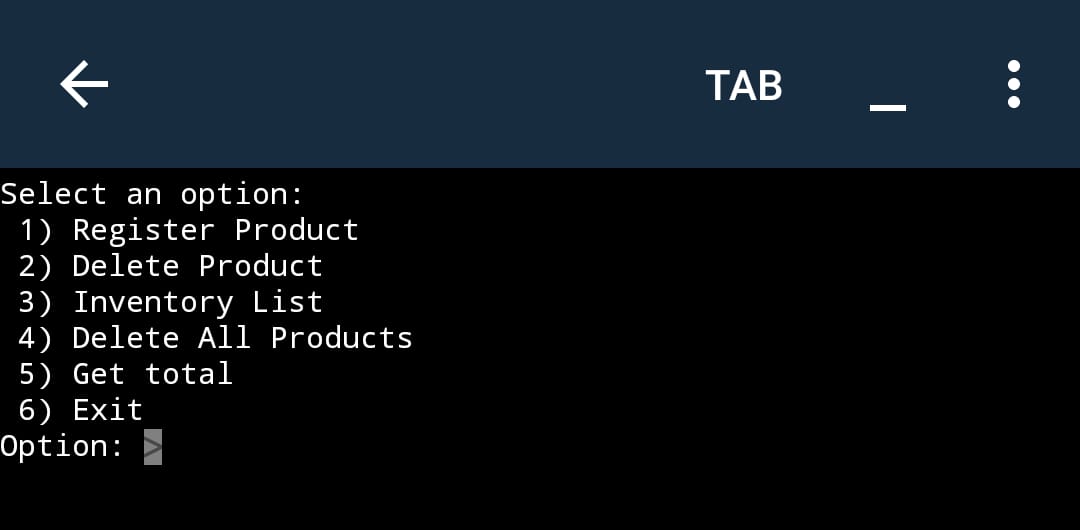 TAB
Select an option:
 1) Register Product
 2) Delete Product
 3) Inventory List
 4) Delete All Products
 5) Get total
 6) Exit
Option: >